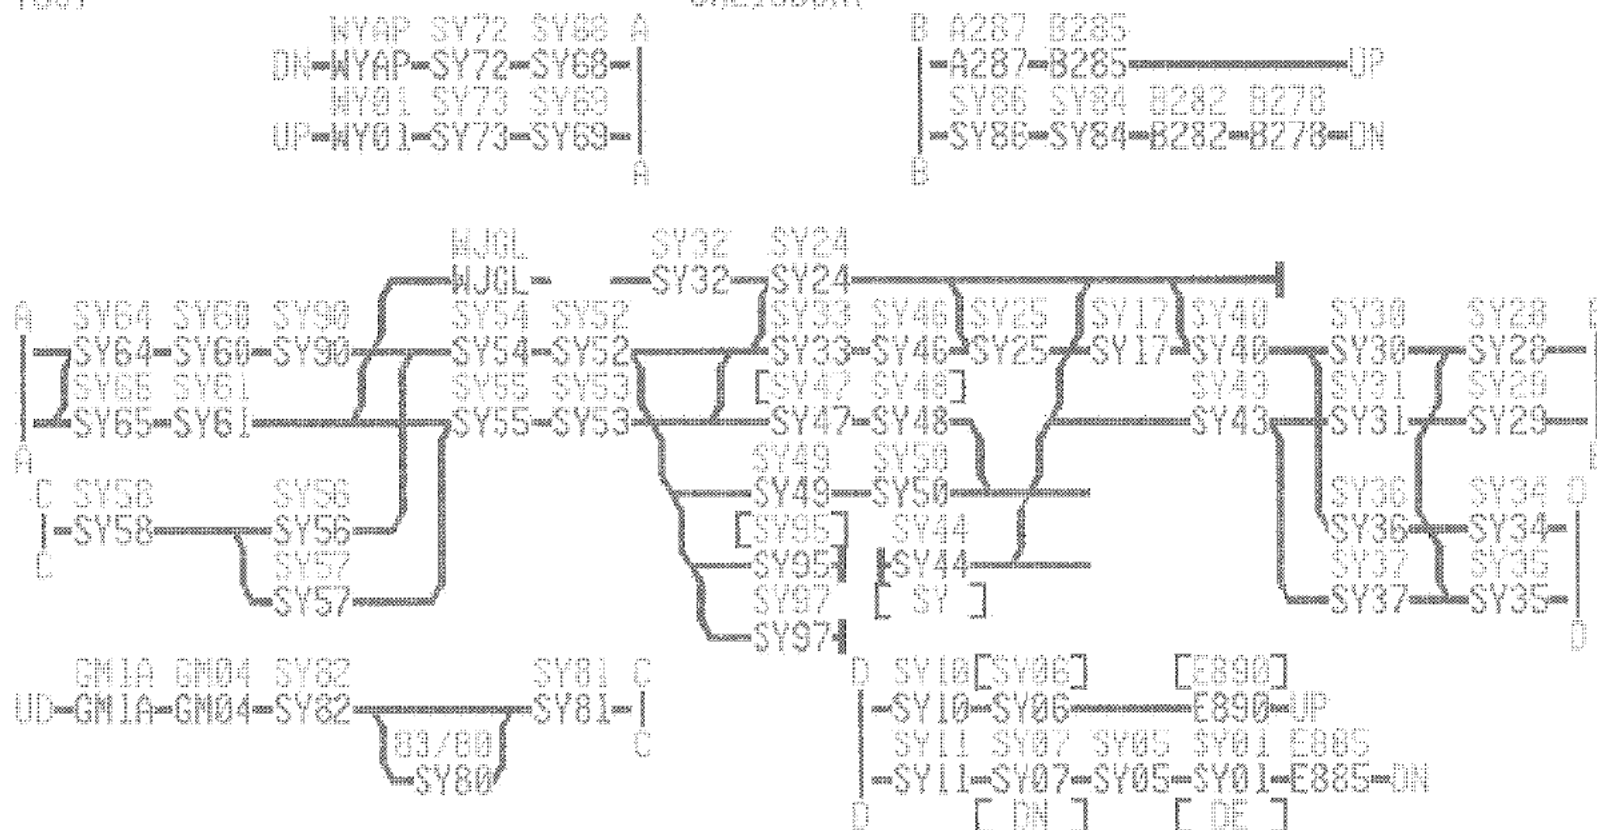 WYAP SY72 SY68 A B A287 B285
DN WYAP SY72 SY68 A287 B285 UP
WY01 SY73 SY69 SY86 SY84 B282 B278
UP WY01 SY73 SY69 SY86 SY84 B282 B278 DN
A B
WJGL SY32 SY24
WJGL SY32 SY24
A SY64 SY60 SY90 SY54 SY52 SY33 SY46 SY25 SY17 SY40 SY30 SY28
SY64 SY60 SY90 SY54 SY52 SY33 SY46 SY25 SY17 SY40 SY30 SY28
SY65 SY61 SY55 SY53 [SY47 SY48] SY43 SY31 SY29
SY65 SY61 SY55 SY53 SY47 SY48 SY43 SY31 SY29
A SY49 SY50
C SY58 SY56 SY49 SY50 SY36 SY34 D
SY58 SY56 [SY95] SY44 SY36 SY34
C SY57 SY95 SY44 SY37 SY35
SY57 SY97 [SY ] SY37 SY35
SY97 D
GM1A GM04 SY82 SY81 C D SY10 [SY06] [E890]
UD GM1A GM04 SY82 SY81 SY10 SY06 E890 UP
83/80 C SY11 SY07 SY05 SY01 E885
SY80 SY11 SY07 SY05 SY01 E885 DN
D [ DN ] [ DE ]